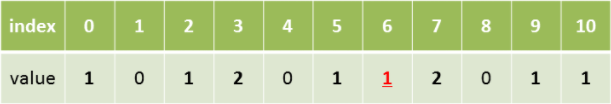 index 0 1 2 3 4 5 6 7 8 9 10
value 1 0 1 2 0 1 1 2 0 1 1